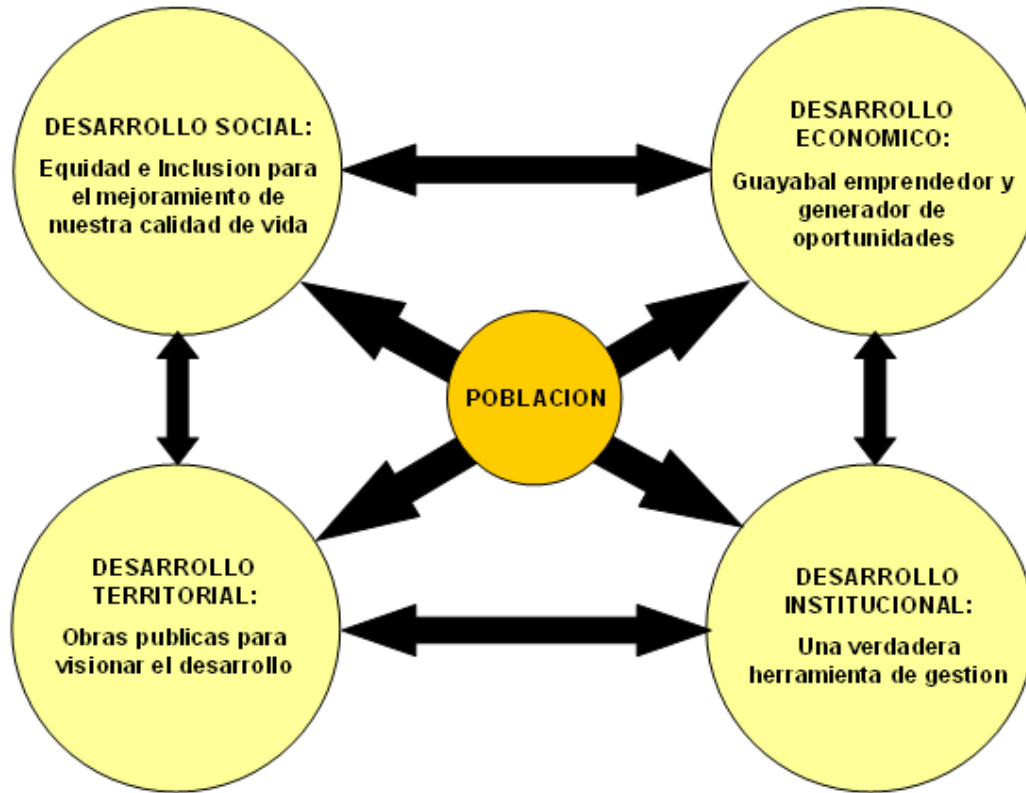 DESARROLLO SOCIAL:
Equidad e Inclusion para
el mejoramiento de
nuestra calidad de vida
DESARROLLO
ECONOMICO:
Guayabal emprendedor y
generador de
oportunidades
POBLACION
DESARROLLO
TERRITORIAL:
Obras publicas para
visionar el desarrollo
DESARROLLO
INSTITUCIONAL:
Una verdadera
herramienta de gestion